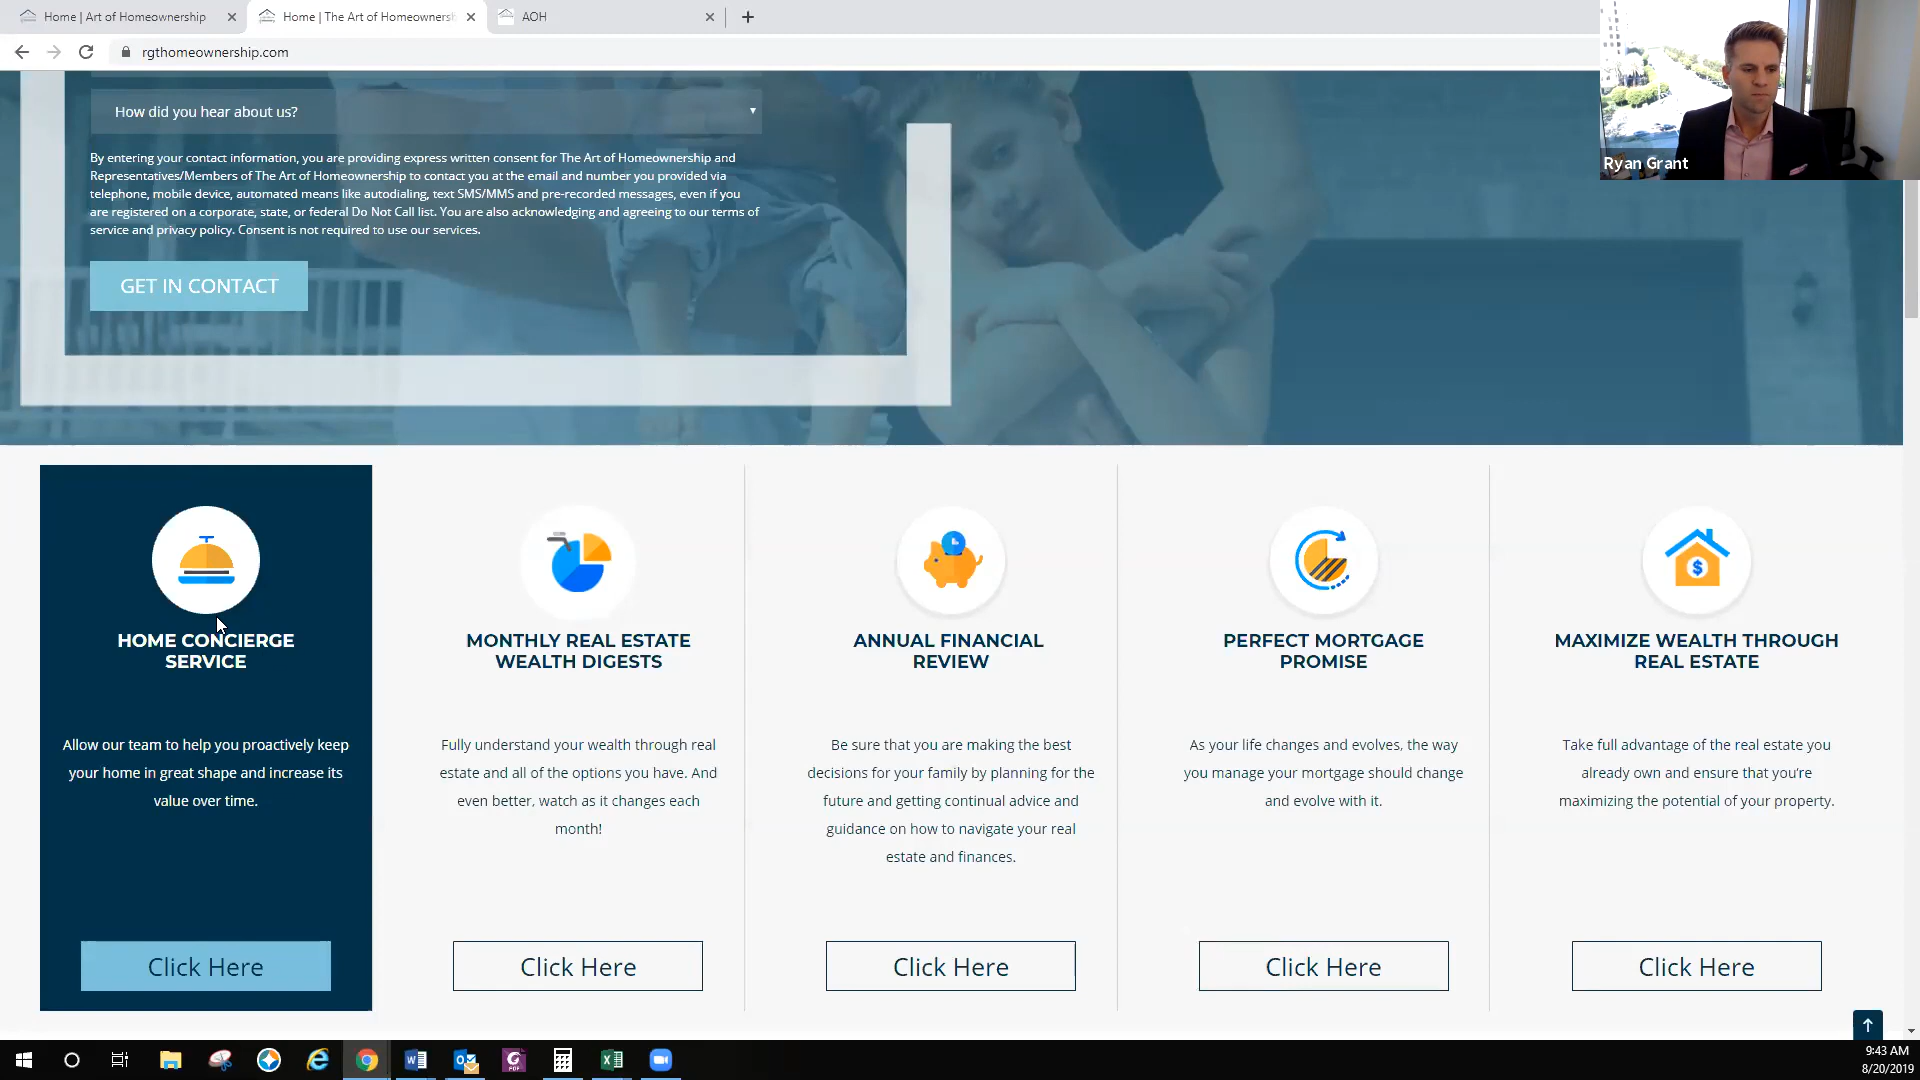 Home | Art of Homeownership
Home | The Art of Homeownersh
AOH
rgthomeownership.com
Ryan Grant
How did you hear about us?
By entering your contact information, you are providing express written consent for The Art of Homeownership and
Representatives/Members of The Art of Homeownership to contact you at the email and number you provided via
telephone, mobile device, automated means like autodialing, text SMS/MMS and pre-recorded messages, even if you
are registered on a corporate, state, or federal Do Not Call list. You are also acknowledging and agreeing to our terms of
service and privacy policy. Consent is not required to use our services.
GET IN CONTACT
HOME CONCIERGE
SERVICE
Allow our team to help you proactively keep
your home in great shape and increase its
value over time.
Click Here
MONTHLY REAL ESTATE
WEALTH DIGESTS
Fully understand your wealth through real
estate and all of the options you have. And
even better, watch as it changes each
month!
Click Here
ANNUAL FINANCIAL
REVIEW
Be sure that you are making the best
decisions for your family by planning for the
future and getting continual advice and
guidance on how to navigate your real
estate and finances.
Click Here
PERFECT MORTGAGE
PROMISE
As your life changes and evolves, the way
you manage your mortgage should change
and evolve with it.
Click Here
MAXIMIZE WEALTH THROUGH
REAL ESTATE
Take full advantage of the real estate you
already own and ensure that you're
maximizing the potential of your property.
Click Here
9:43 AM
8/20/2019